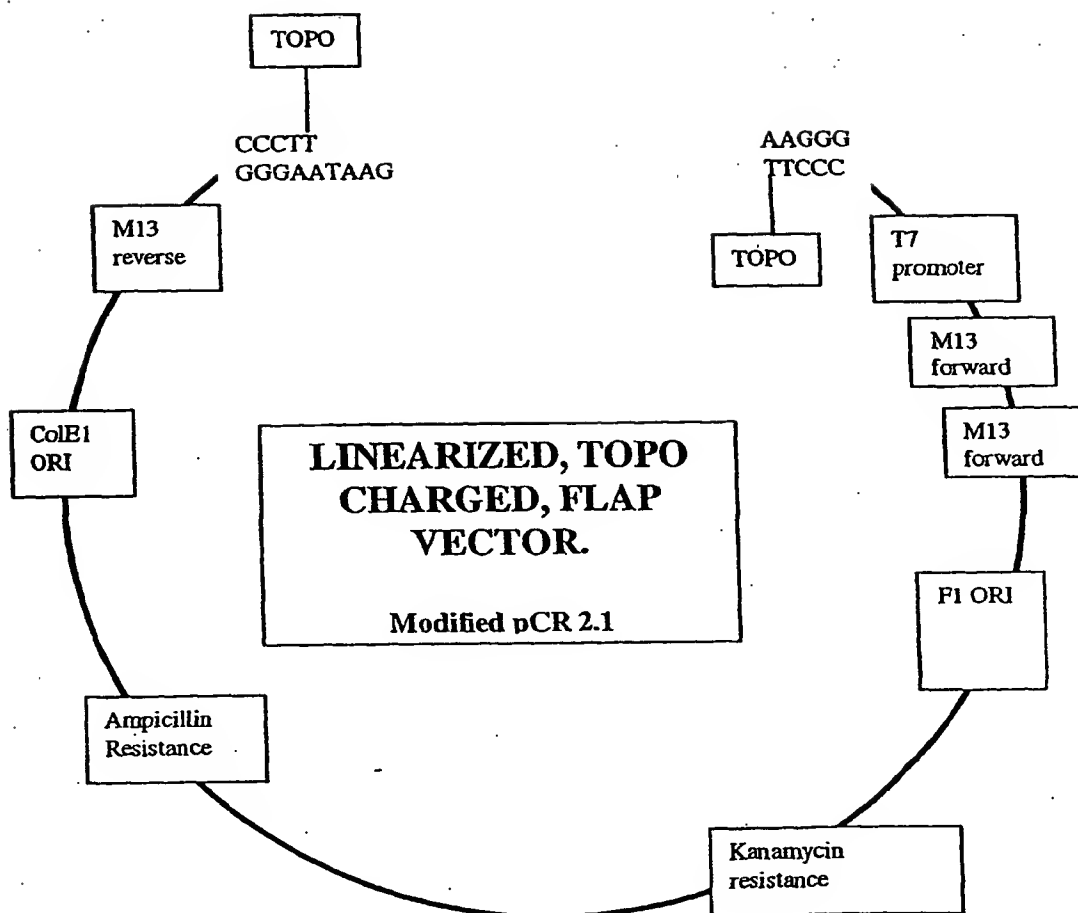 TOPO
CCCTT
GGGAATAAG
AAGGG
TTCCC
TOPO
M13
reverse
T7
promoter
M13
forward
M13
forward
ColE1
ORI
LINEARIZED, TOPO
CHARGED, FLAP
VECTOR.
Modified pCR 2.1
F1 ORI
Ampicillin
Resistance
Kanamycin
resistance